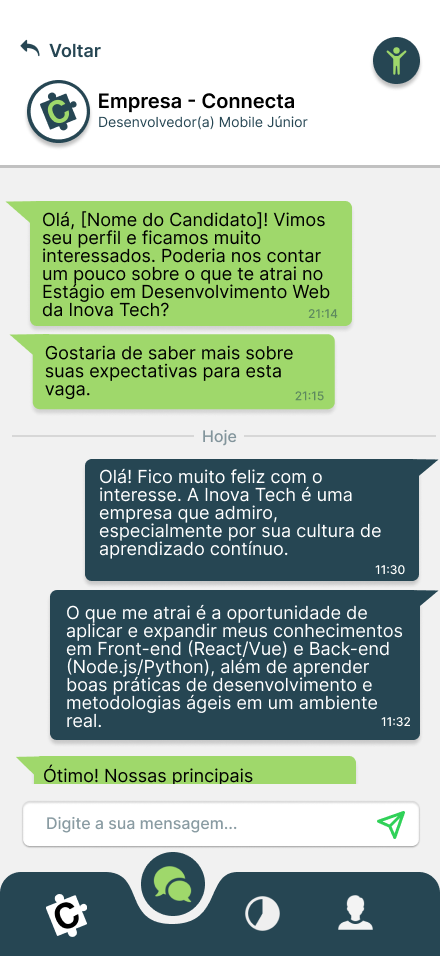 Voltar
Empresa - Connecta
Desenvolvedor(a) Mobile Júnior
Olá, [Nome do Candidato]! Vimos
seu perfil e ficamos muito
interessados. Poderia nos contar
um pouco sobre o que te atrai no
Estágio em Desenvolvimento Web
da Inova Tech?
21:14
Gostaria de saber mais sobre
suas expectativas para esta
vaga.
21:15
Hoje
Olá! Fico muito feliz com o
interesse. A Inova Tech é uma
empresa que admiro,
especialmente por sua cultura de
aprendizado contínuo.
11:30
O que me atrai é a oportunidade de
aplicar e expandir meus conhecimentos
em Front-end (React/Vue) e Back-end
(Node.js/Python), além de aprender
boas práticas de desenvolvimento e
metodologias ágeis em um ambiente
real.
11:32
Ótimo! Nossas principais
Digite a sua mensagem...